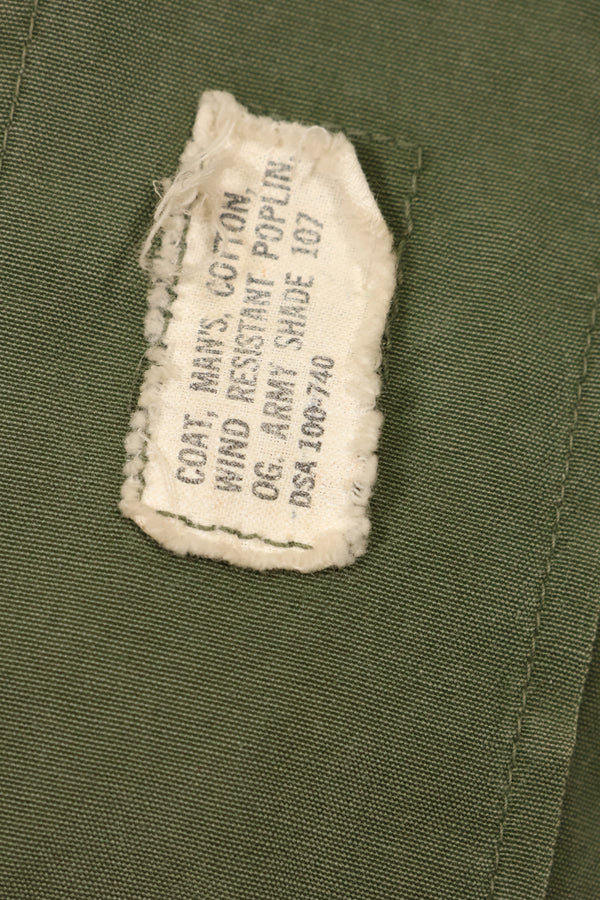 COAT, MAN'S, COTTON,
WIND RESISTANT POPLIN,
OG, ARMY SHADE 107
DSA 100-740